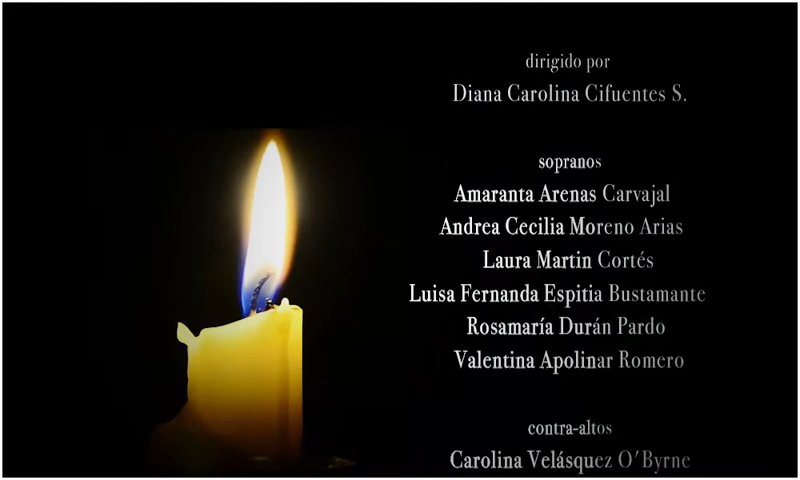 dirigido por
Diana Carolina Cifuentes S.
sopranos
Amaranta Arenas Carvajal
Andrea Cecilia Moreno Arias
Laura Martin Cortés
Luisa Fernanda Espitia Bustamante
Rosamaría Durán Pardo
Valentina Apolinar Romero
contra-altos
Carolina Velásquez O'Byrne